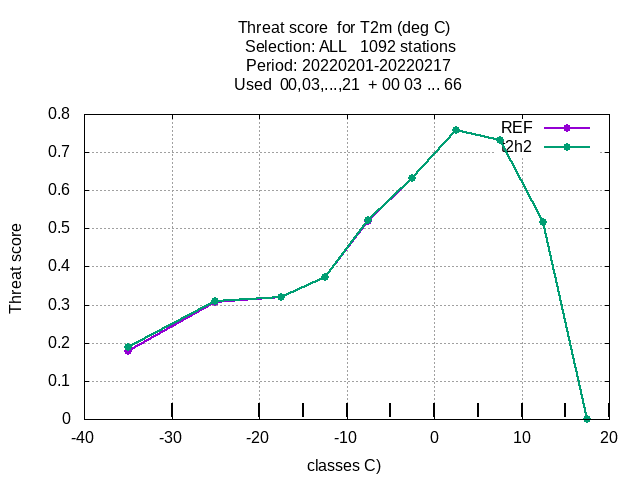 Threat score  for T2m (deg C)
Selection: ALL   1092 stations
Period: 20220201-20220217
Used  00,03,...,21  + 00 03 ... 66
0.8
0.7
0.6
0.5
0.4
0.3
0.2
0.1
0
Threat score
REF
-40
-30
-20
-10
0
10
20
classes C)